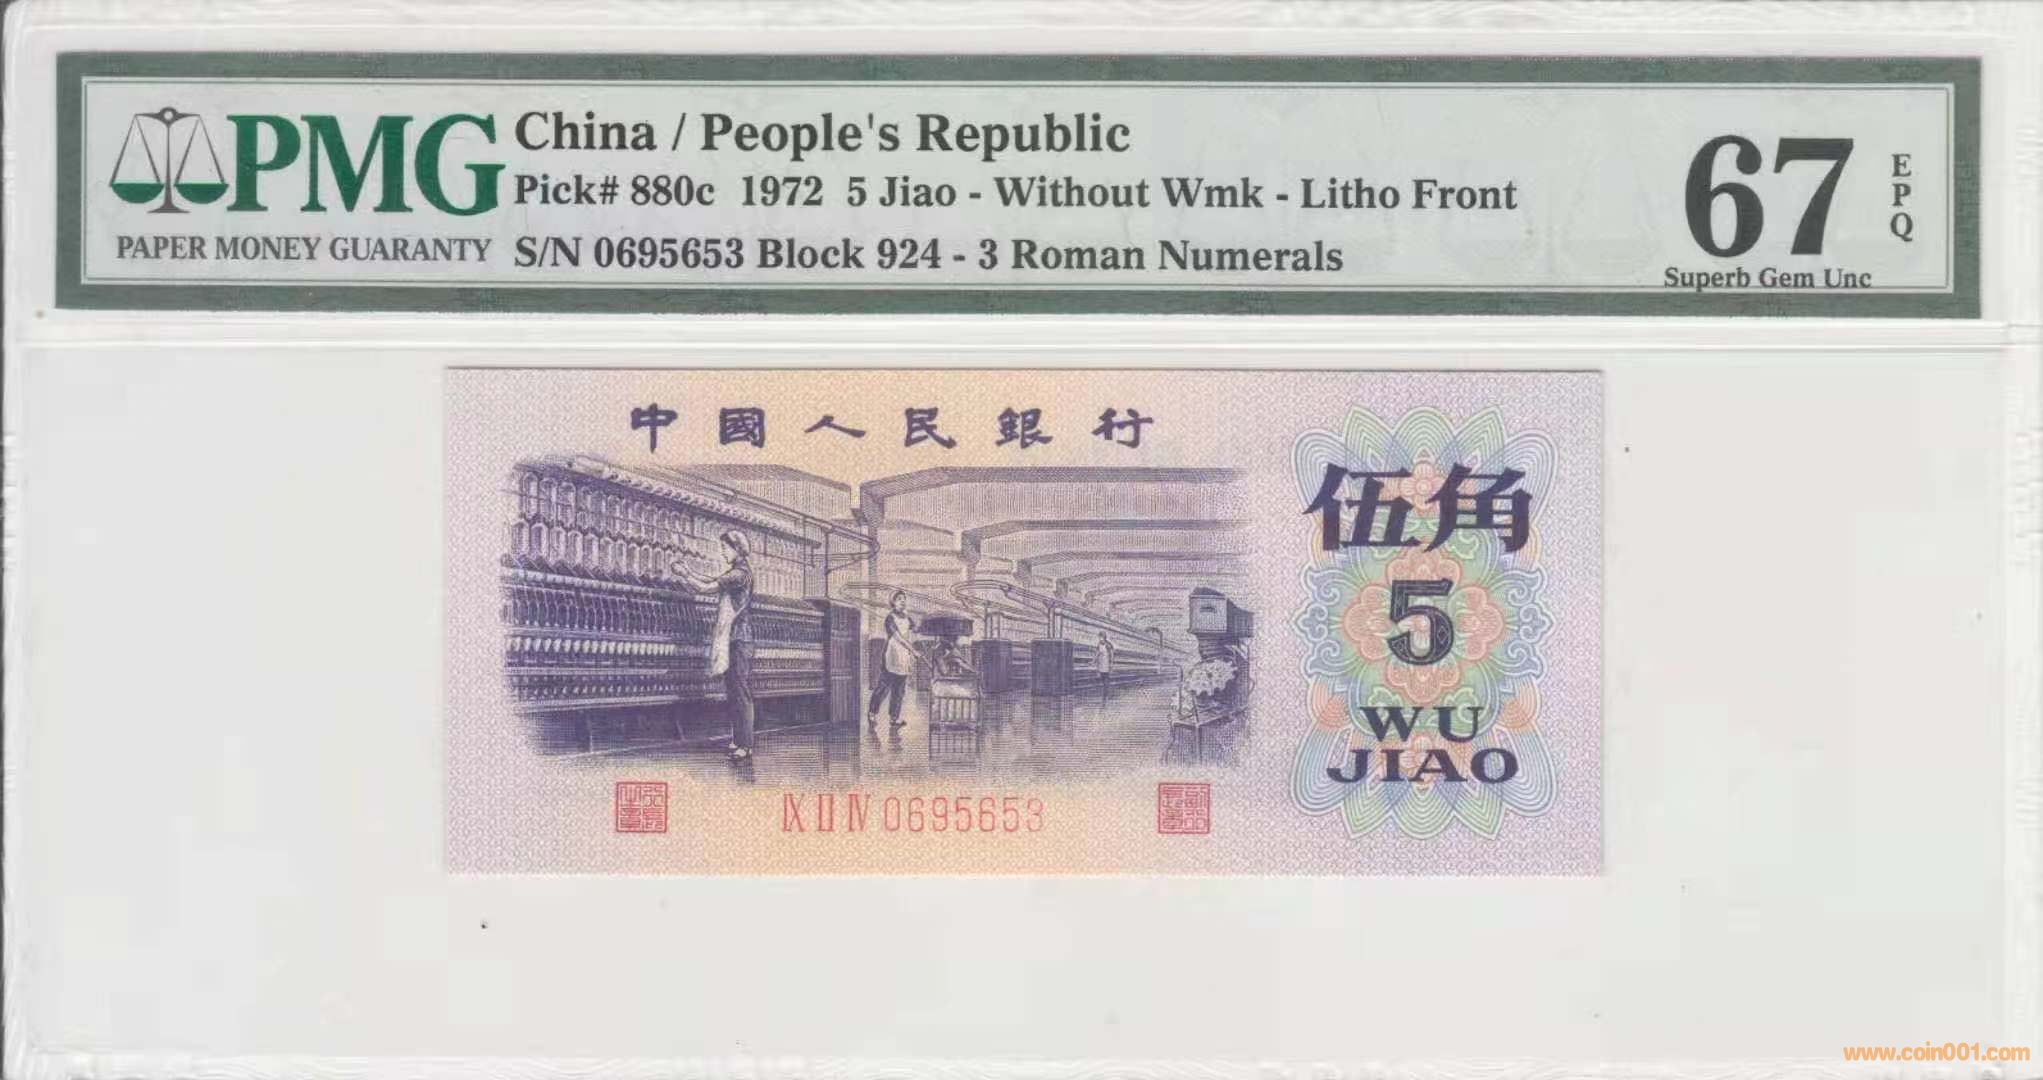 PMG
PAPER MONEY GUARANTY
China / People's Republic
Pick# 880c 1972 5 Jiao - Without Wmk - Litho Front
S/N 0695653 Block 924 - 3 Roman Numerals
67
EPQ
Superb Gem Unc
中國人民銀行
伍角
5
WU
JIAO
IX II IV 0695653
www.coin001.com